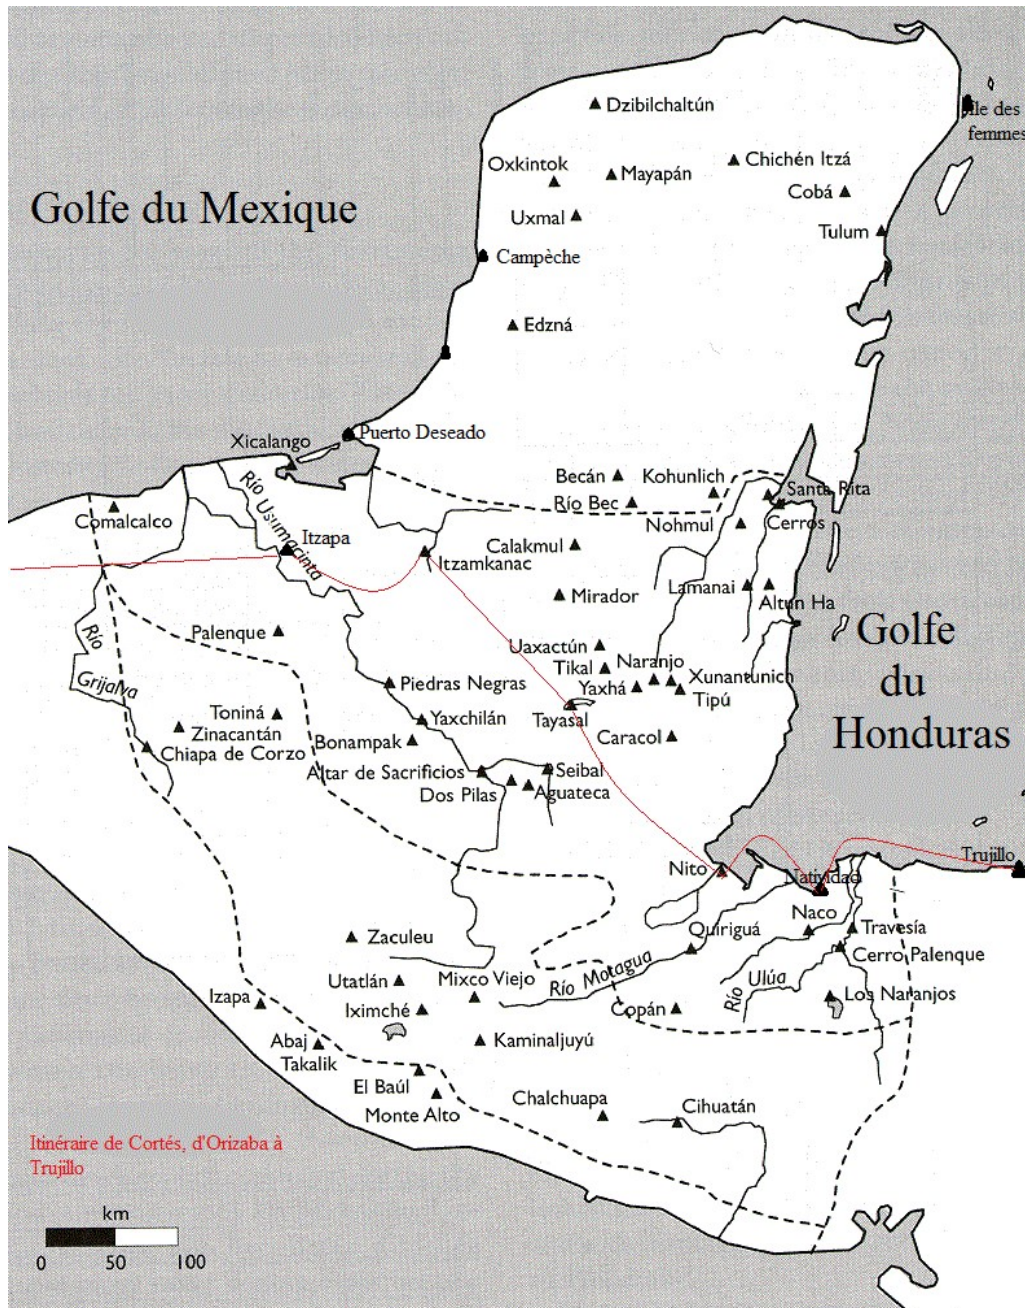 Dzibilchaltún
Île des
femmes
Oxkintok
Mayapán
Chichén Itzá
Cobá
Golfe du Mexique
Uxmal
Tulum
Campèche
Edzná
Puerto Deseado
Xicalango
Río Usumacinta
Becán
Kohunlich
Santa Rita
Río Bec
Comalcalco
Nohmul
Cerros
Itzapa
Calakmul
Itzamkanac
Lamanai
Mirador
Altun Ha
Golfe
du
Honduras
Palenque
Río
Grijalva
Uaxactún
Tikal
Naranjo
Xunantunich
Piedras Negras
Yaxhá
Tipú
Toniná
Zinacantán
Yaxchilán
Tayasal
Chiapa de Corzo
Bonampak
Caracol
Altar de Sacrificios
Seibal
Dos Pilas
Aguateca
Trujillo
Nito
Natividad
Naco
Zaculeu
Quiriguá
Travesía
Cerro Palenque
Utatlán
Mixco Viejo
Río Motagua
Río Ulúa
Izapa
Iximché
Copán
Los Naranjos
Abaj
Takalik
Kaminaljuyú
El Baúl
Monte Alto
Chalchuapa
Cihuatán
Itinéraire de Cortés, d'Orizaba à
Trujillo
km
0 50 100